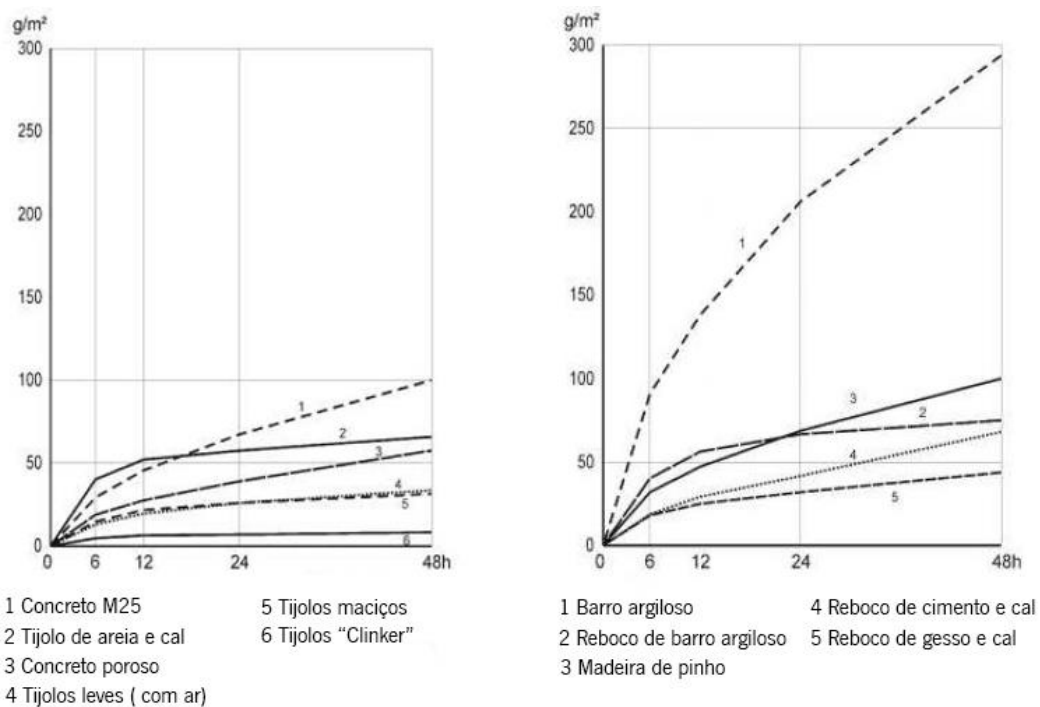 g/m²
300
250
200
150
100
50
0
0 6 12 24 48h
1
2
3
4
5
6
1 Concreto M25
2 Tijolo de areia e cal
3 Concreto poroso
4 Tijolos leves ( com ar)
5 Tijolos maciços
6 Tijolos “Clinker”
g/m²
300
250
200
150
100
50
0
0 6 12 24 48h
1
3
2
4
5
1 Barro argiloso
2 Reboco de barro argiloso
3 Madeira de pinho
4 Reboco de cimento e cal
5 Reboco de gesso e cal